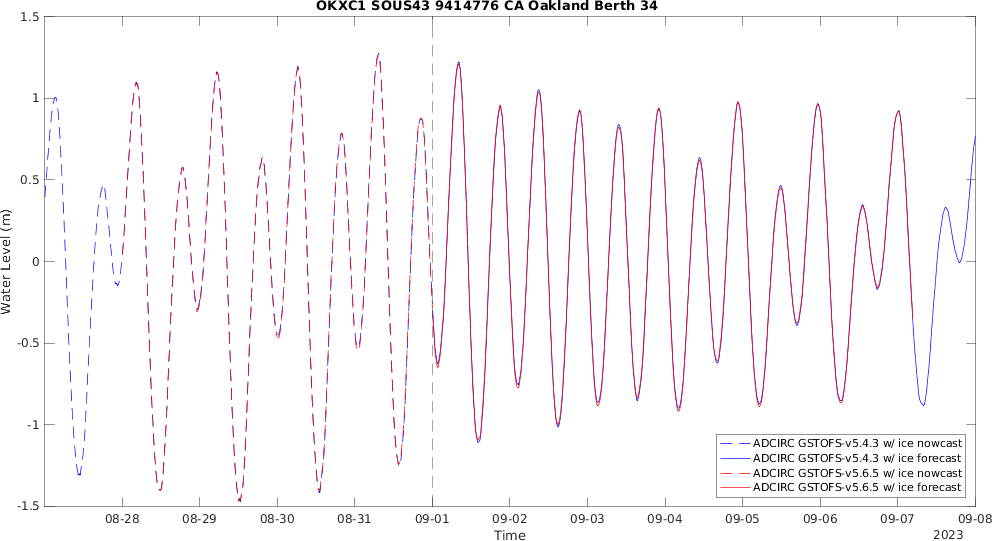 OKXC1 SOUS43 9414776 CA Oakland Berth 34
1.5
1
0.5
0
-0.5
-1
-1.5
Water Level (m)
ADCIRC GSTOFS-v5.4.3 w/ ice nowcast
ADCIRC GSTOFS-v5.4.3 w/ ice forecast
ADCIRC GSTOFS-v5.6.5 w/ ice nowcast
ADCIRC GSTOFS-v5.6.5 w/ ice forecast
08-28 08-29 08-30 08-31 09-01 09-02 09-03 09-04 09-05 09-06 09-07 09-08
Time
2023